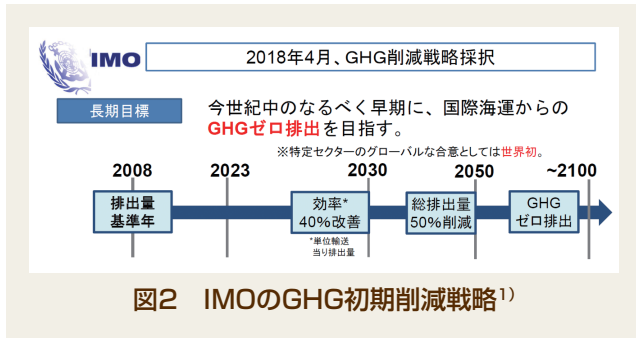 IMO
2018年4月、GHG削減戦略採択
長期目標
今世紀中のなるべく早期に、国際海運からの
GHGゼロ排出を目指す。
※特定セクターのグローバルな合意としては世界初。
2008 2023 2030 2050 ~2100
排出量
基準年
効率*
40%改善
*単位輸送
当り排出量
総排出量
50%削減
GHG
ゼロ排出
図2 IMOのGHG初期削減戦略1)